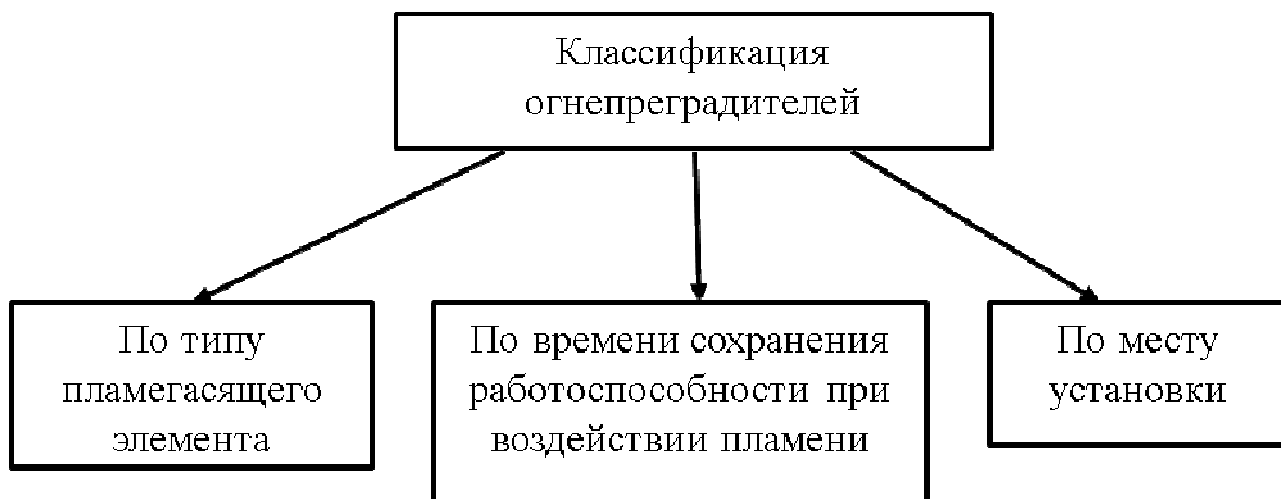 Классификация
огнепреградителей
По типу
пламегасящего
элемента
По времени сохранения
работоспособности при
воздействии пламени
По месту
установки